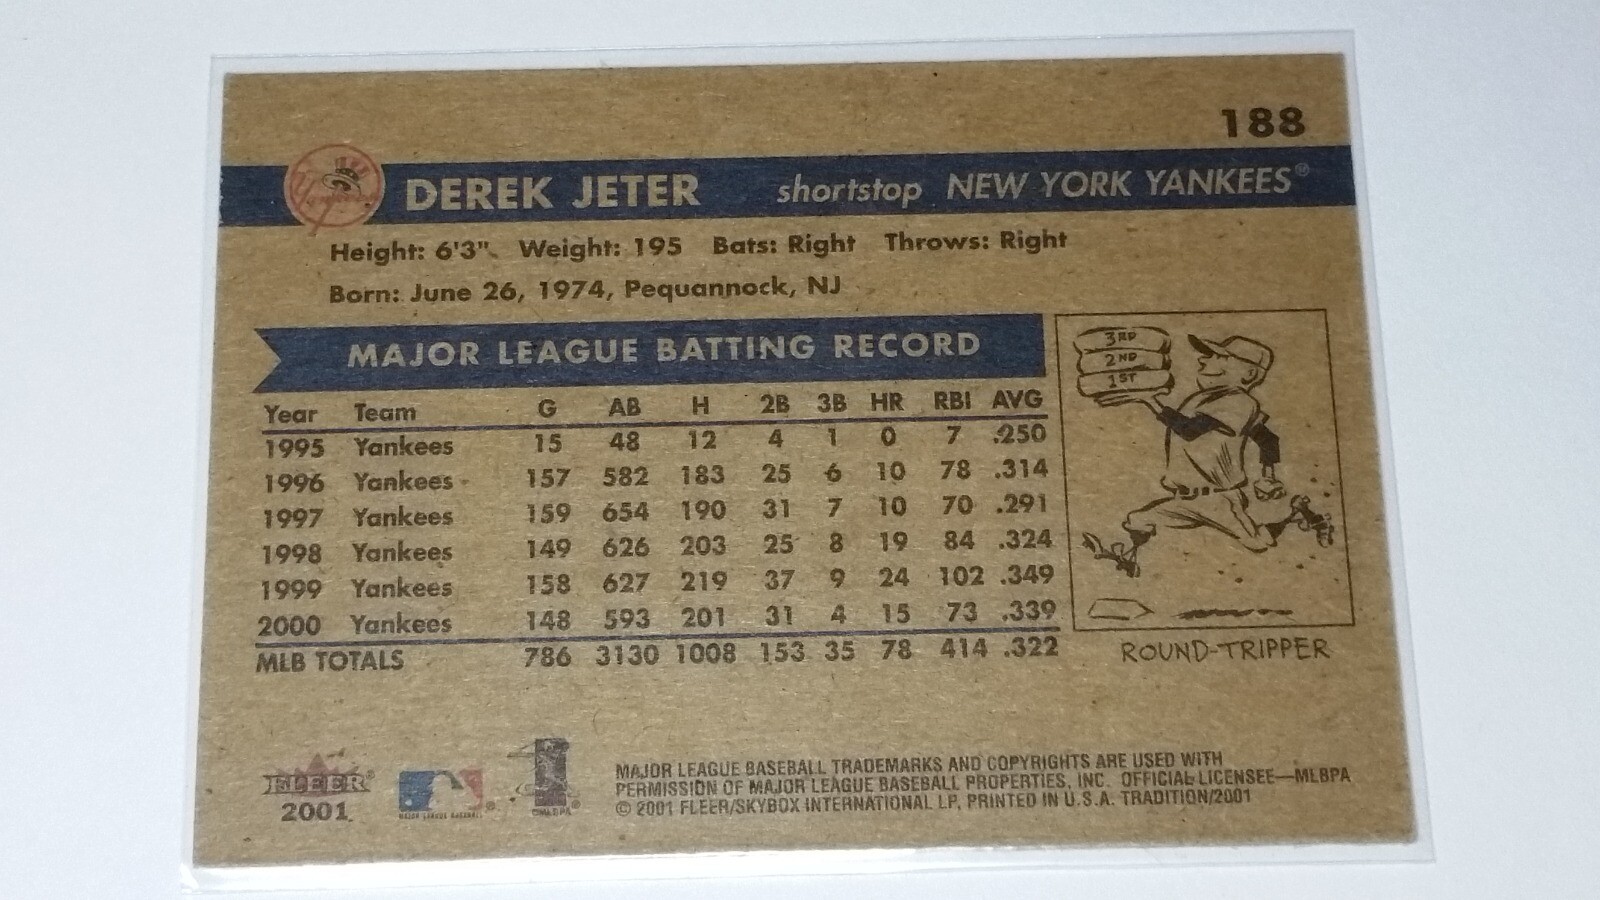 188
DEREK JETER shortstop NEW YORK YANKEES®
Height: 6'3" Weight: 195 Bats: Right Throws: Right
Born: June 26, 1974, Pequannock, NJ
MAJOR LEAGUE BATTING RECORD
Year Team G AB H 2B 3B HR RBI AVG
1995 Yankees 15 48 12 4 1 0 7 .250
1996 Yankees 157 582 183 25 6 10 78 .314
1997 Yankees 159 654 190 31 7 10 70 .291
1998 Yankees 149 626 203 25 8 19 84 .324
1999 Yankees 158 627 219 37 9 24 102 .349
2000 Yankees 148 593 201 31 4 15 73 .339
MLB TOTALS 786 3130 1008 153 35 78 414 .322
3RD
2ND
1ST
ROUND-TRIPPER
FLEER®
2001
MAJOR LEAGUE BASEBALL
©MLBPA
MAJOR LEAGUE BASEBALL TRADEMARKS AND COPYRIGHTS ARE USED WITH
PERMISSION OF MAJOR LEAGUE BASEBALL PROPERTIES, INC. OFFICIAL LICENSEE—MLBPA
© 2001 FLEER/SKYBOX INTERNATIONAL LP, PRINTED IN U.S.A. TRADITION/2001